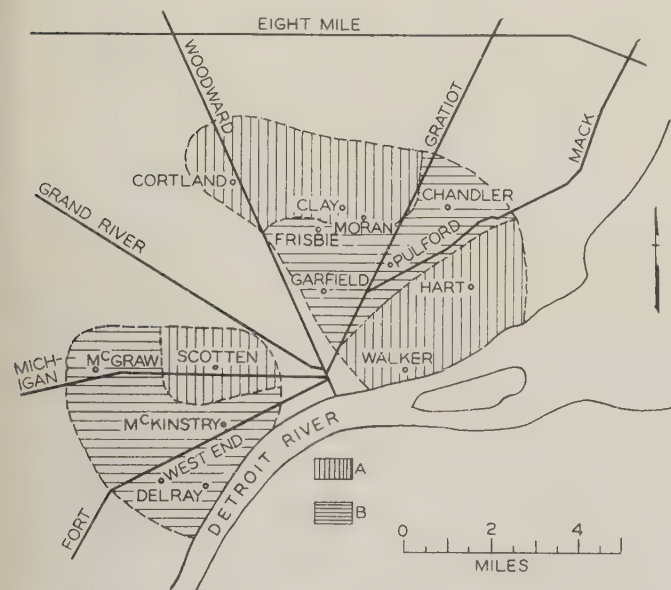 EIGHT MILE
WOODWARD
GRATIOT
MACK
CORTLAND
CHANDLER
CLAY
MORAN
GRAND RIVER
FRISBIE
PULFORD
GARFIELD
HART
MICH-
IGAN
McGRAW
SCOTTEN
WALKER
McKINSTRY
WEST END
DELRAY
FORT
DETROIT RIVER
A
B
0 2 4
MILES